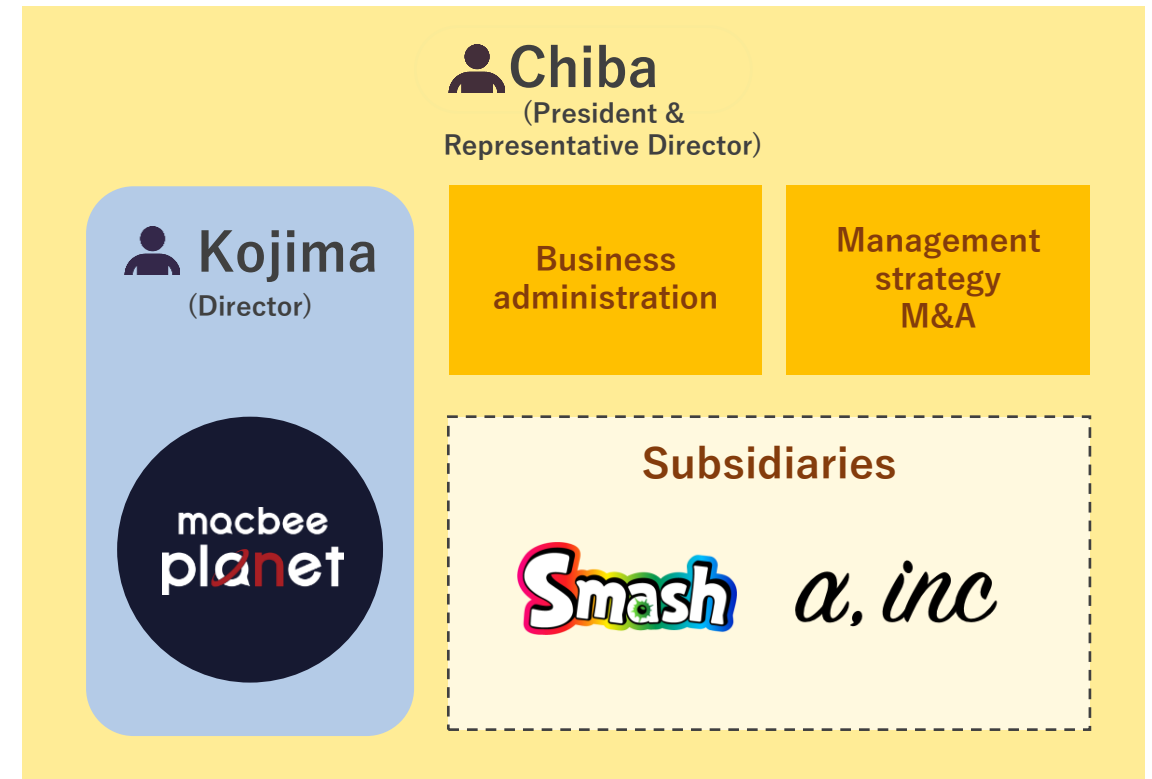 Chiba
(President &
Representative Director)
Kojima
(Director)
Business
administration
Management
strategy
M&A
macbee
planet
Subsidiaries
Smash
α, inc